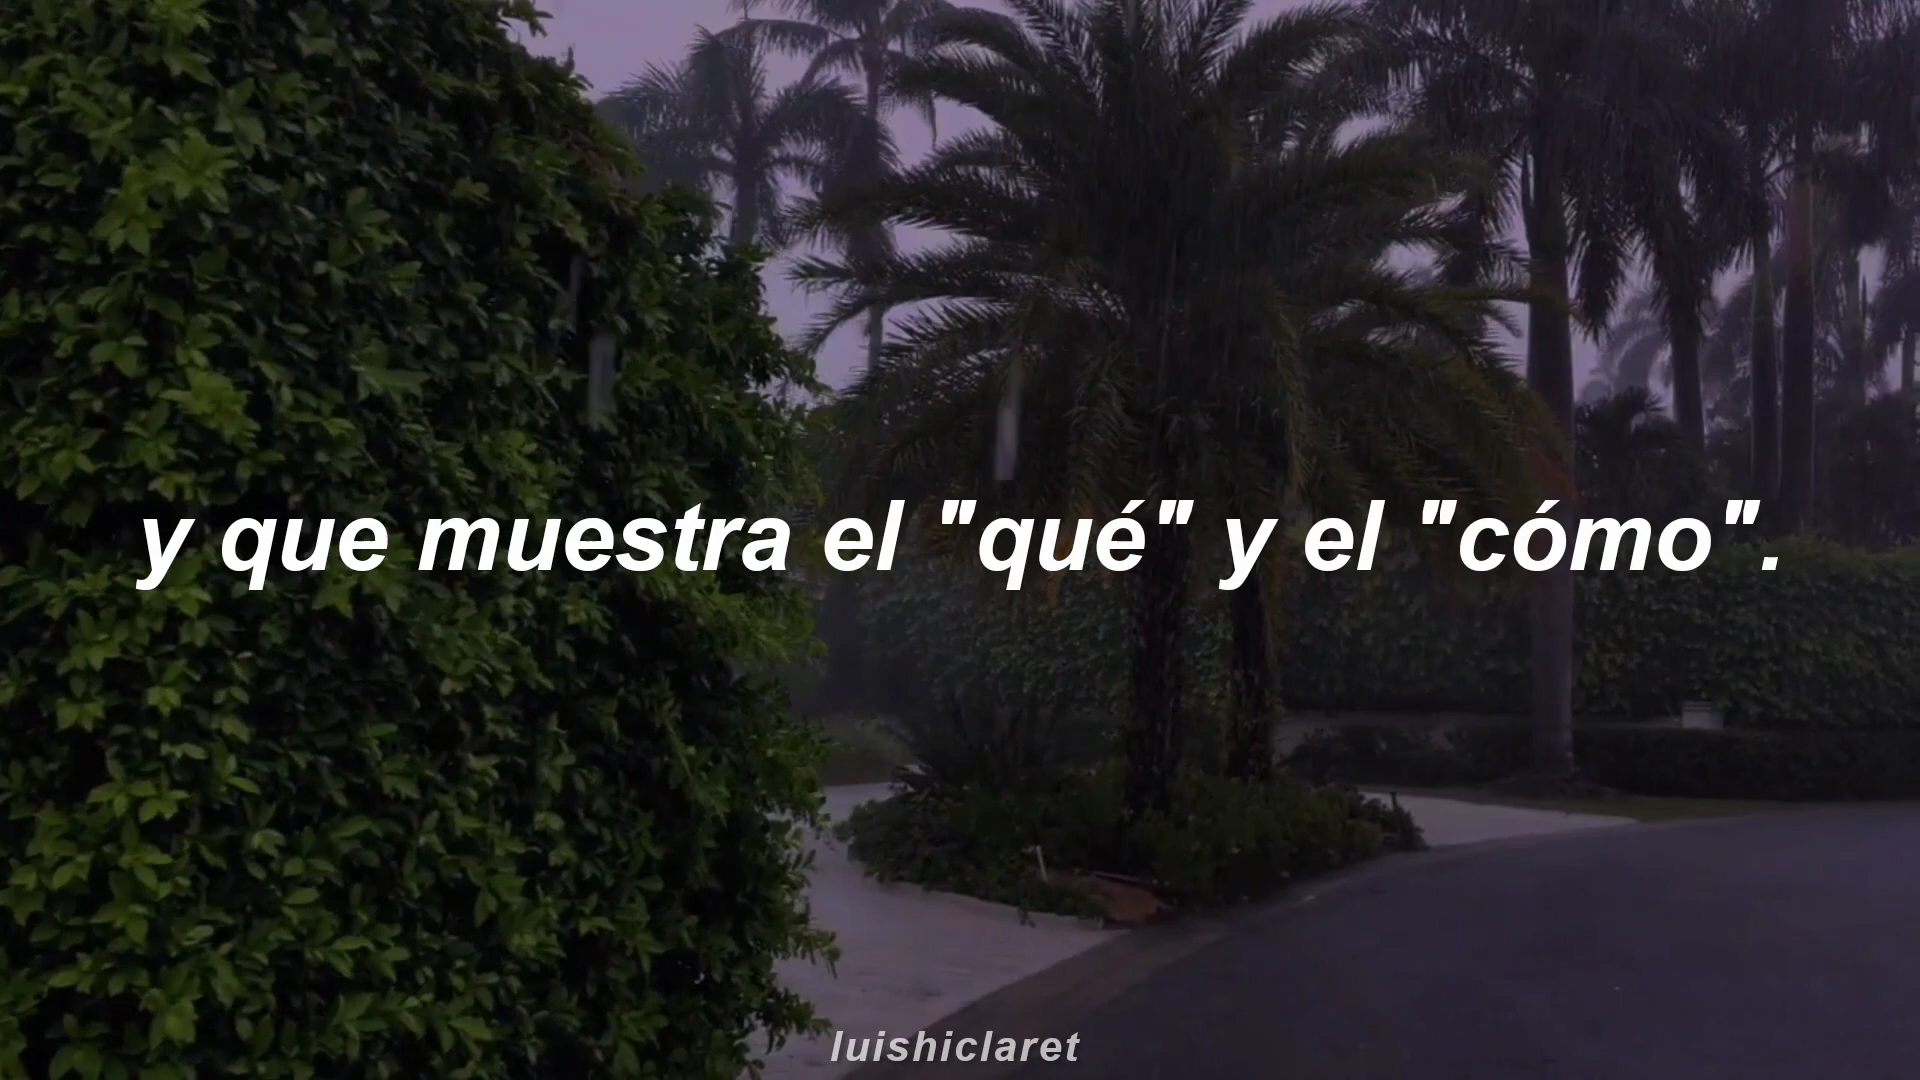 y que muestra el "qué" y el "cómo".
luishiclaret